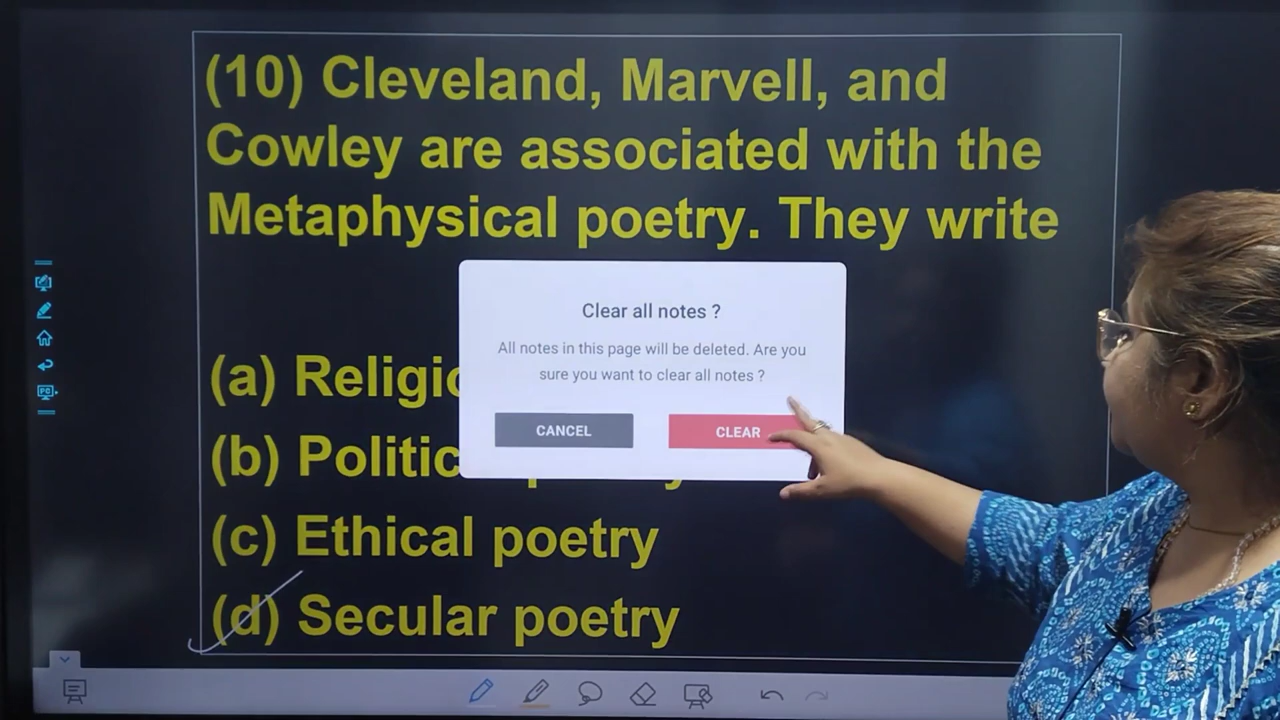 (10) Cleveland, Marvell, and
Cowley are associated with the
Metaphysical poetry. They write
Clear all notes ?
All notes in this page will be deleted. Are you
sure you want to clear all notes ?
CANCEL
CLEAR
(a)
(b)
(c) Ethical poetry
(d) Secular poetry